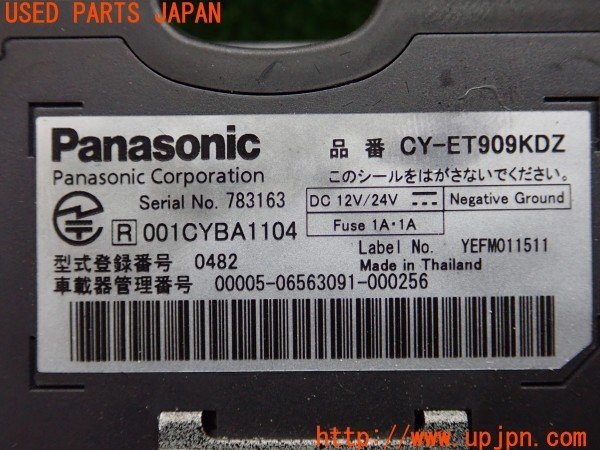 USED PARTS JAPAN
Panasonic
品番 CY-ET909KDZ
Panasonic Corporation
このシールをはがさないでください。
Serial No. 783163
DC 12V/24V
Negative Ground
Fuse 1A・1A
R 001CYBA1104
Label No. YEFM011511
型式登録番号 0482
Made in Thailand
車載器管理番号 00005-06563091-000256
http://www.upjpn.com/